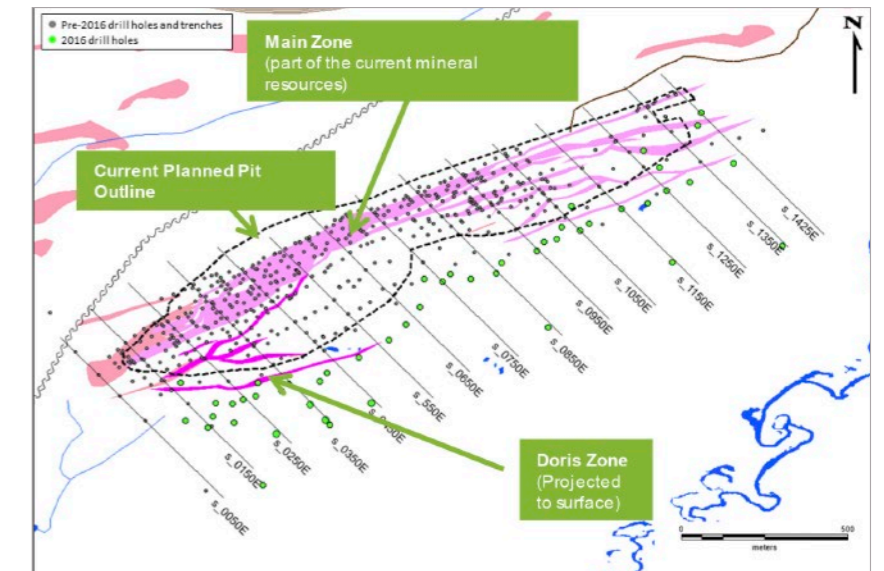 Pre-2016 drill holes and trenches
2016 drill holes
N
Main Zone
(part of the current mineral
resources)
Current Planned Pit
Outline
s_1425E
s_1350E
s_1250E
s_1150E
s_1050E
s_0950E
s_0850E
s_0750E
s_0650E
s_550E
s_0450E
s_0350E
s_0250E
s_0150E
s_0050E
Doris Zone
(Projected
to surface)
0 500
meters